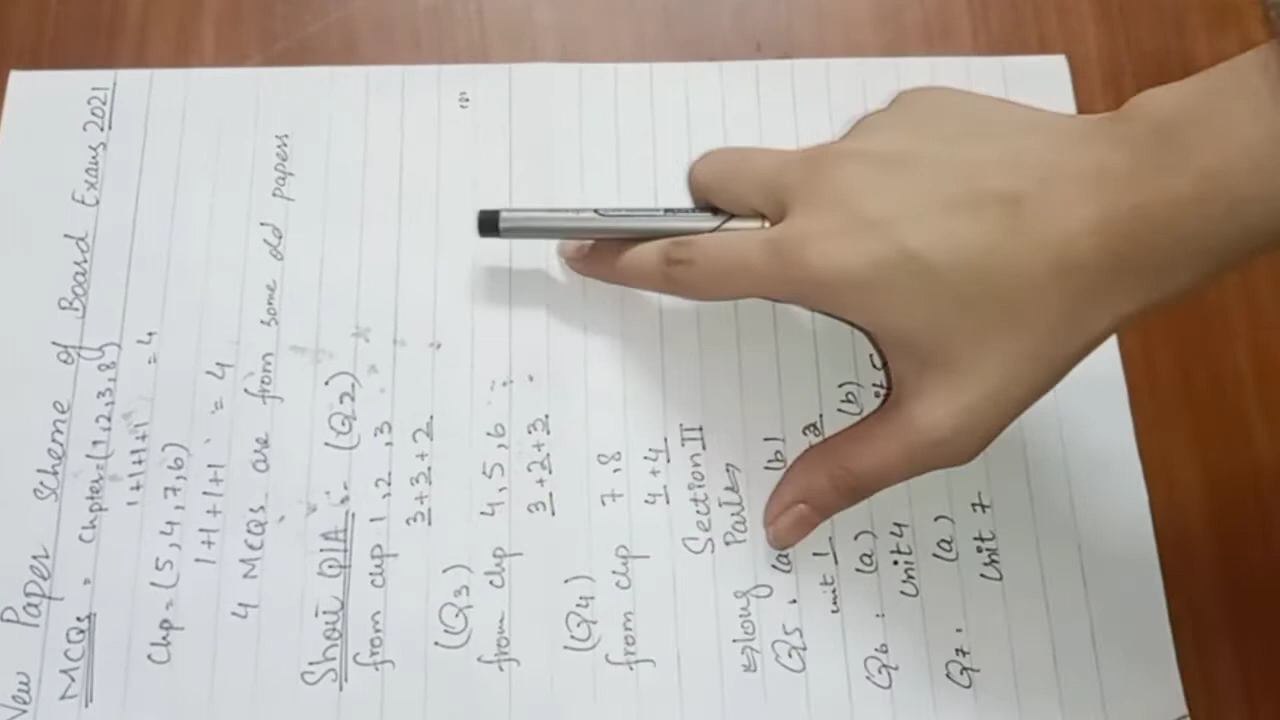 New Paper Scheme of Board Exams 2021
MCQs = Chpter=(1,2,3,8)
1+1+1+1 = 4
Chp = (5,4,7,6)
1+1+1+1 = 4
4 MCQs are from some old papers
Short Q/A :- (Q2)
from chp 1,2,3
3+3+2
(Q3)
from chp 4,5,6
3+2+3
(Q4)
from chp 7,8
4+4
Section II
Long Parts
Q5. (a) (b)
unit 1 2
Q6: (a) (b)
Unit 4
Q7. (a)
Unit 7